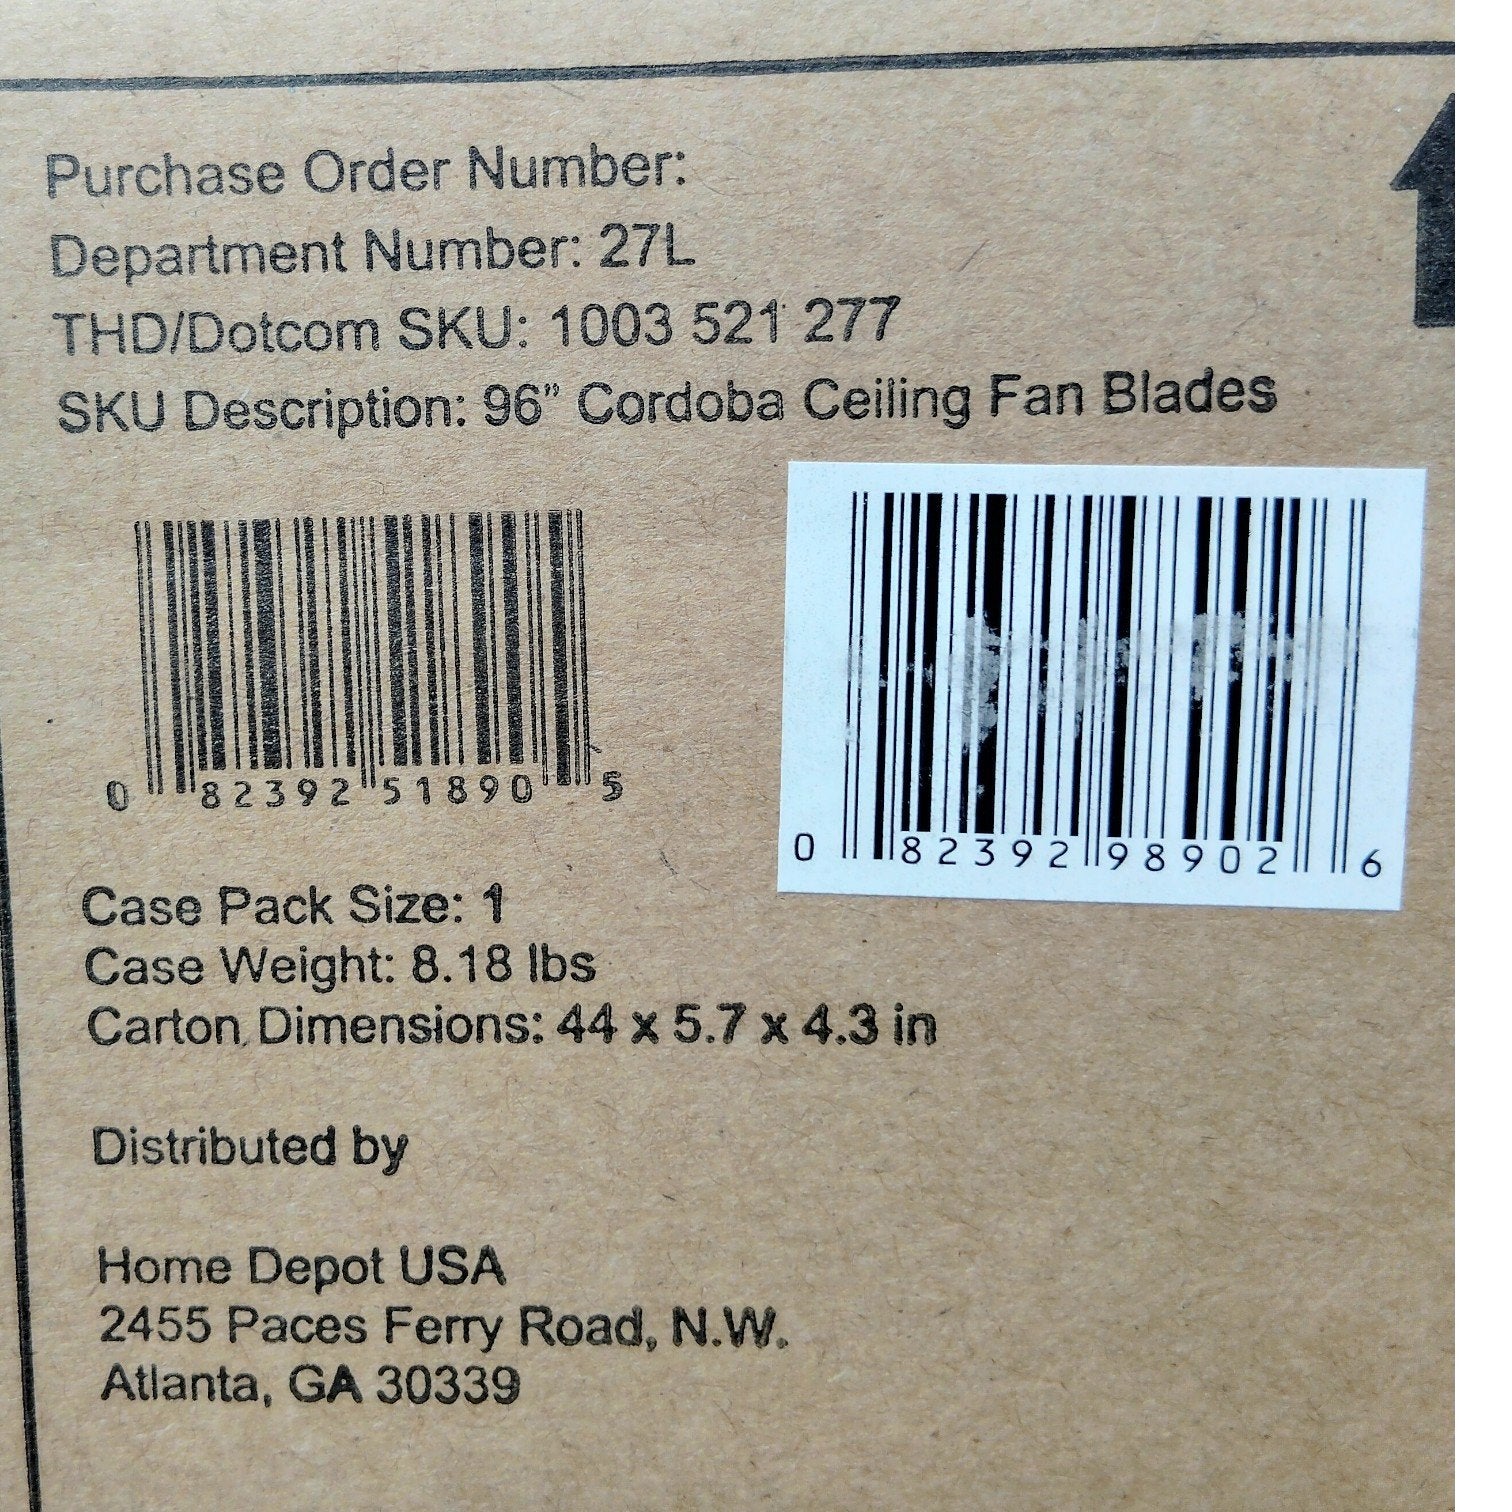 Purchase Order Number:
Department Number: 27L
THD/Dotcom SKU: 1003 521 277
SKU Description: 96” Cordoba Ceiling Fan Blades
0 82392 51890 5
0 82392 98902 6
Case Pack Size: 1
Case Weight: 8.18 lbs
Carton Dimensions: 44 x 5.7 x 4.3 in
Distributed by
Home Depot USA
2455 Paces Ferry Road, N.W.
Atlanta, GA 30339